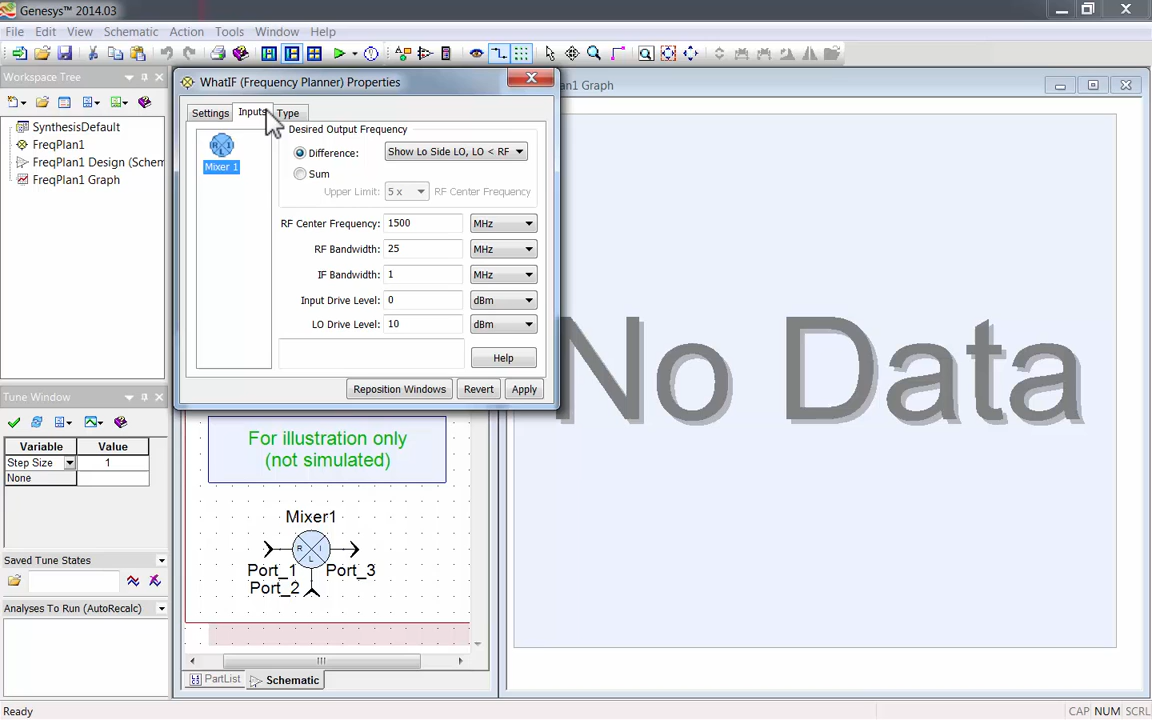 Genesys™ 2014.03
File Edit View Schematic Action Tools Window Help
Workspace Tree
SynthesisDefault
FreqPlan1
FreqPlan1 Design (Schem
FreqPlan1 Graph
WhatIF (Frequency Planner) Properties
Settings Inputs Type
Mixer 1
Desired Output Frequency
Difference: Show Lo Side LO, LO < RF
Sum
Upper Limit: 5 x RF Center Frequency
RF Center Frequency: 1500 MHz
RF Bandwidth: 25 MHz
IF Bandwidth: 1 MHz
Input Drive Level: 0 dBm
LO Drive Level: 10 dBm
Help
Reposition Windows Revert Apply
n1 Graph
No Data
Tune Window
Variable Value
Step Size 1
None
Saved Tune States
Analyses To Run (AutoRecalc)
For illustration only
(not simulated)
Mixer1
R I
L
Port_1 Port_3
Port_2
PartList Schematic
Ready CAP NUM SCRL